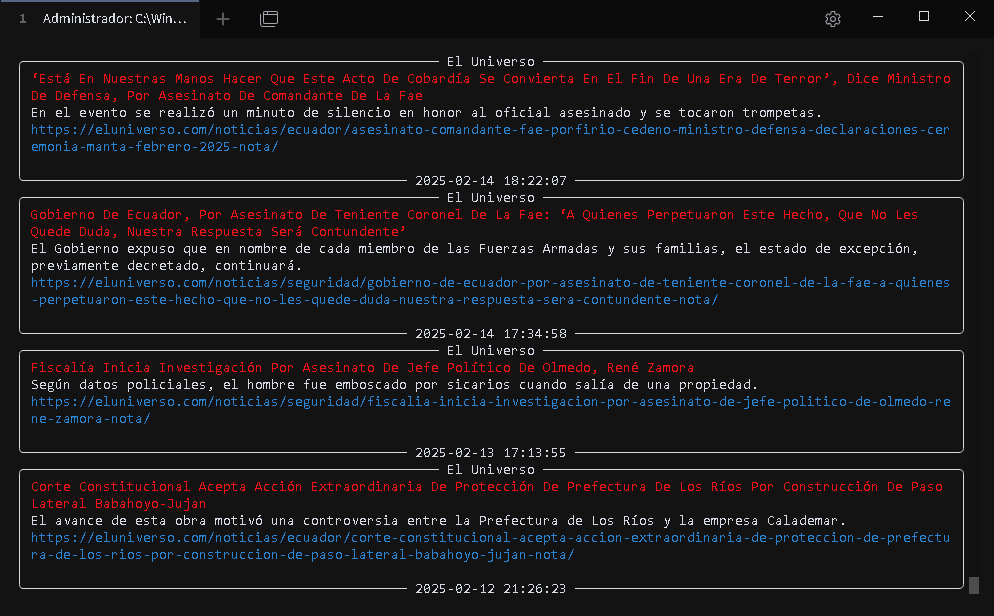 1 Administrador: C:\Win...
El Universo
‘Está En Nuestras Manos Hacer Que Este Acto De Cobardía Se Convierta En El Fin De Una Era De Terror’, Dice Ministro
De Defensa, Por Asesinato De Comandante De La Fae
En el evento se realizó un minuto de silencio en honor al oficial asesinado y se tocaron trompetas.
https://eluniverso.com/noticias/ecuador/asesinato-comandante-fae-porfirio-cedeno-ministro-defensa-declaraciones-cer
emonia-manta-febrero-2025-nota/
2025-02-14 18:22:07
El Universo
Gobierno De Ecuador, Por Asesinato De Teniente Coronel De La Fae: ‘A Quienes Perpetuaron Este Hecho, Que No Les
Quede Duda, Nuestra Respuesta Será Contundente’
El Gobierno expuso que en nombre de cada miembro de las Fuerzas Armadas y sus familias, el estado de excepción,
previamente decretado, continuará.
https://eluniverso.com/noticias/seguridad/gobierno-de-ecuador-por-asesinato-de-teniente-coronel-de-la-fae-a-quienes
-perpetuaron-este-hecho-que-no-les-quede-duda-nuestra-respuesta-sera-contundente-nota/
2025-02-14 17:34:58
El Universo
Fiscalía Inicia Investigación Por Asesinato De Jefe Político De Olmedo, René Zamora
Según datos policiales, el hombre fue emboscado por sicarios cuando salía de una propiedad.
https://eluniverso.com/noticias/seguridad/fiscalia-inicia-investigacion-por-asesinato-de-jefe-politico-de-olmedo-re
ne-zamora-nota/
2025-02-13 17:13:55
El Universo
Corte Constitucional Acepta Acción Extraordinaria De Protección De Prefectura De Los Ríos Por Construcción De Paso
Lateral Babahoyo-Jujan
El avance de esta obra motivó una controversia entre la Prefectura de Los Ríos y la empresa Calademar.
https://eluniverso.com/noticias/ecuador/corte-constitucional-acepta-accion-extraordinaria-de-proteccion-de-prefectu
ra-de-los-rios-por-construccion-de-paso-lateral-babahoyo-jujan-nota/
2025-02-12 21:26:23